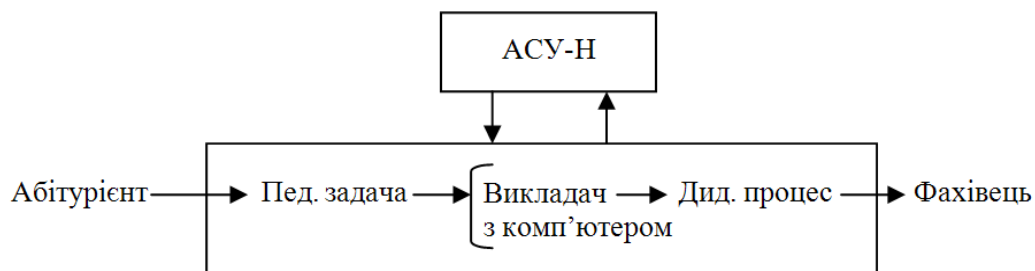 АСУ-Н
Абітурієнт Пед. задача Викладач Дид. процес Фахівець
з комп’ютером